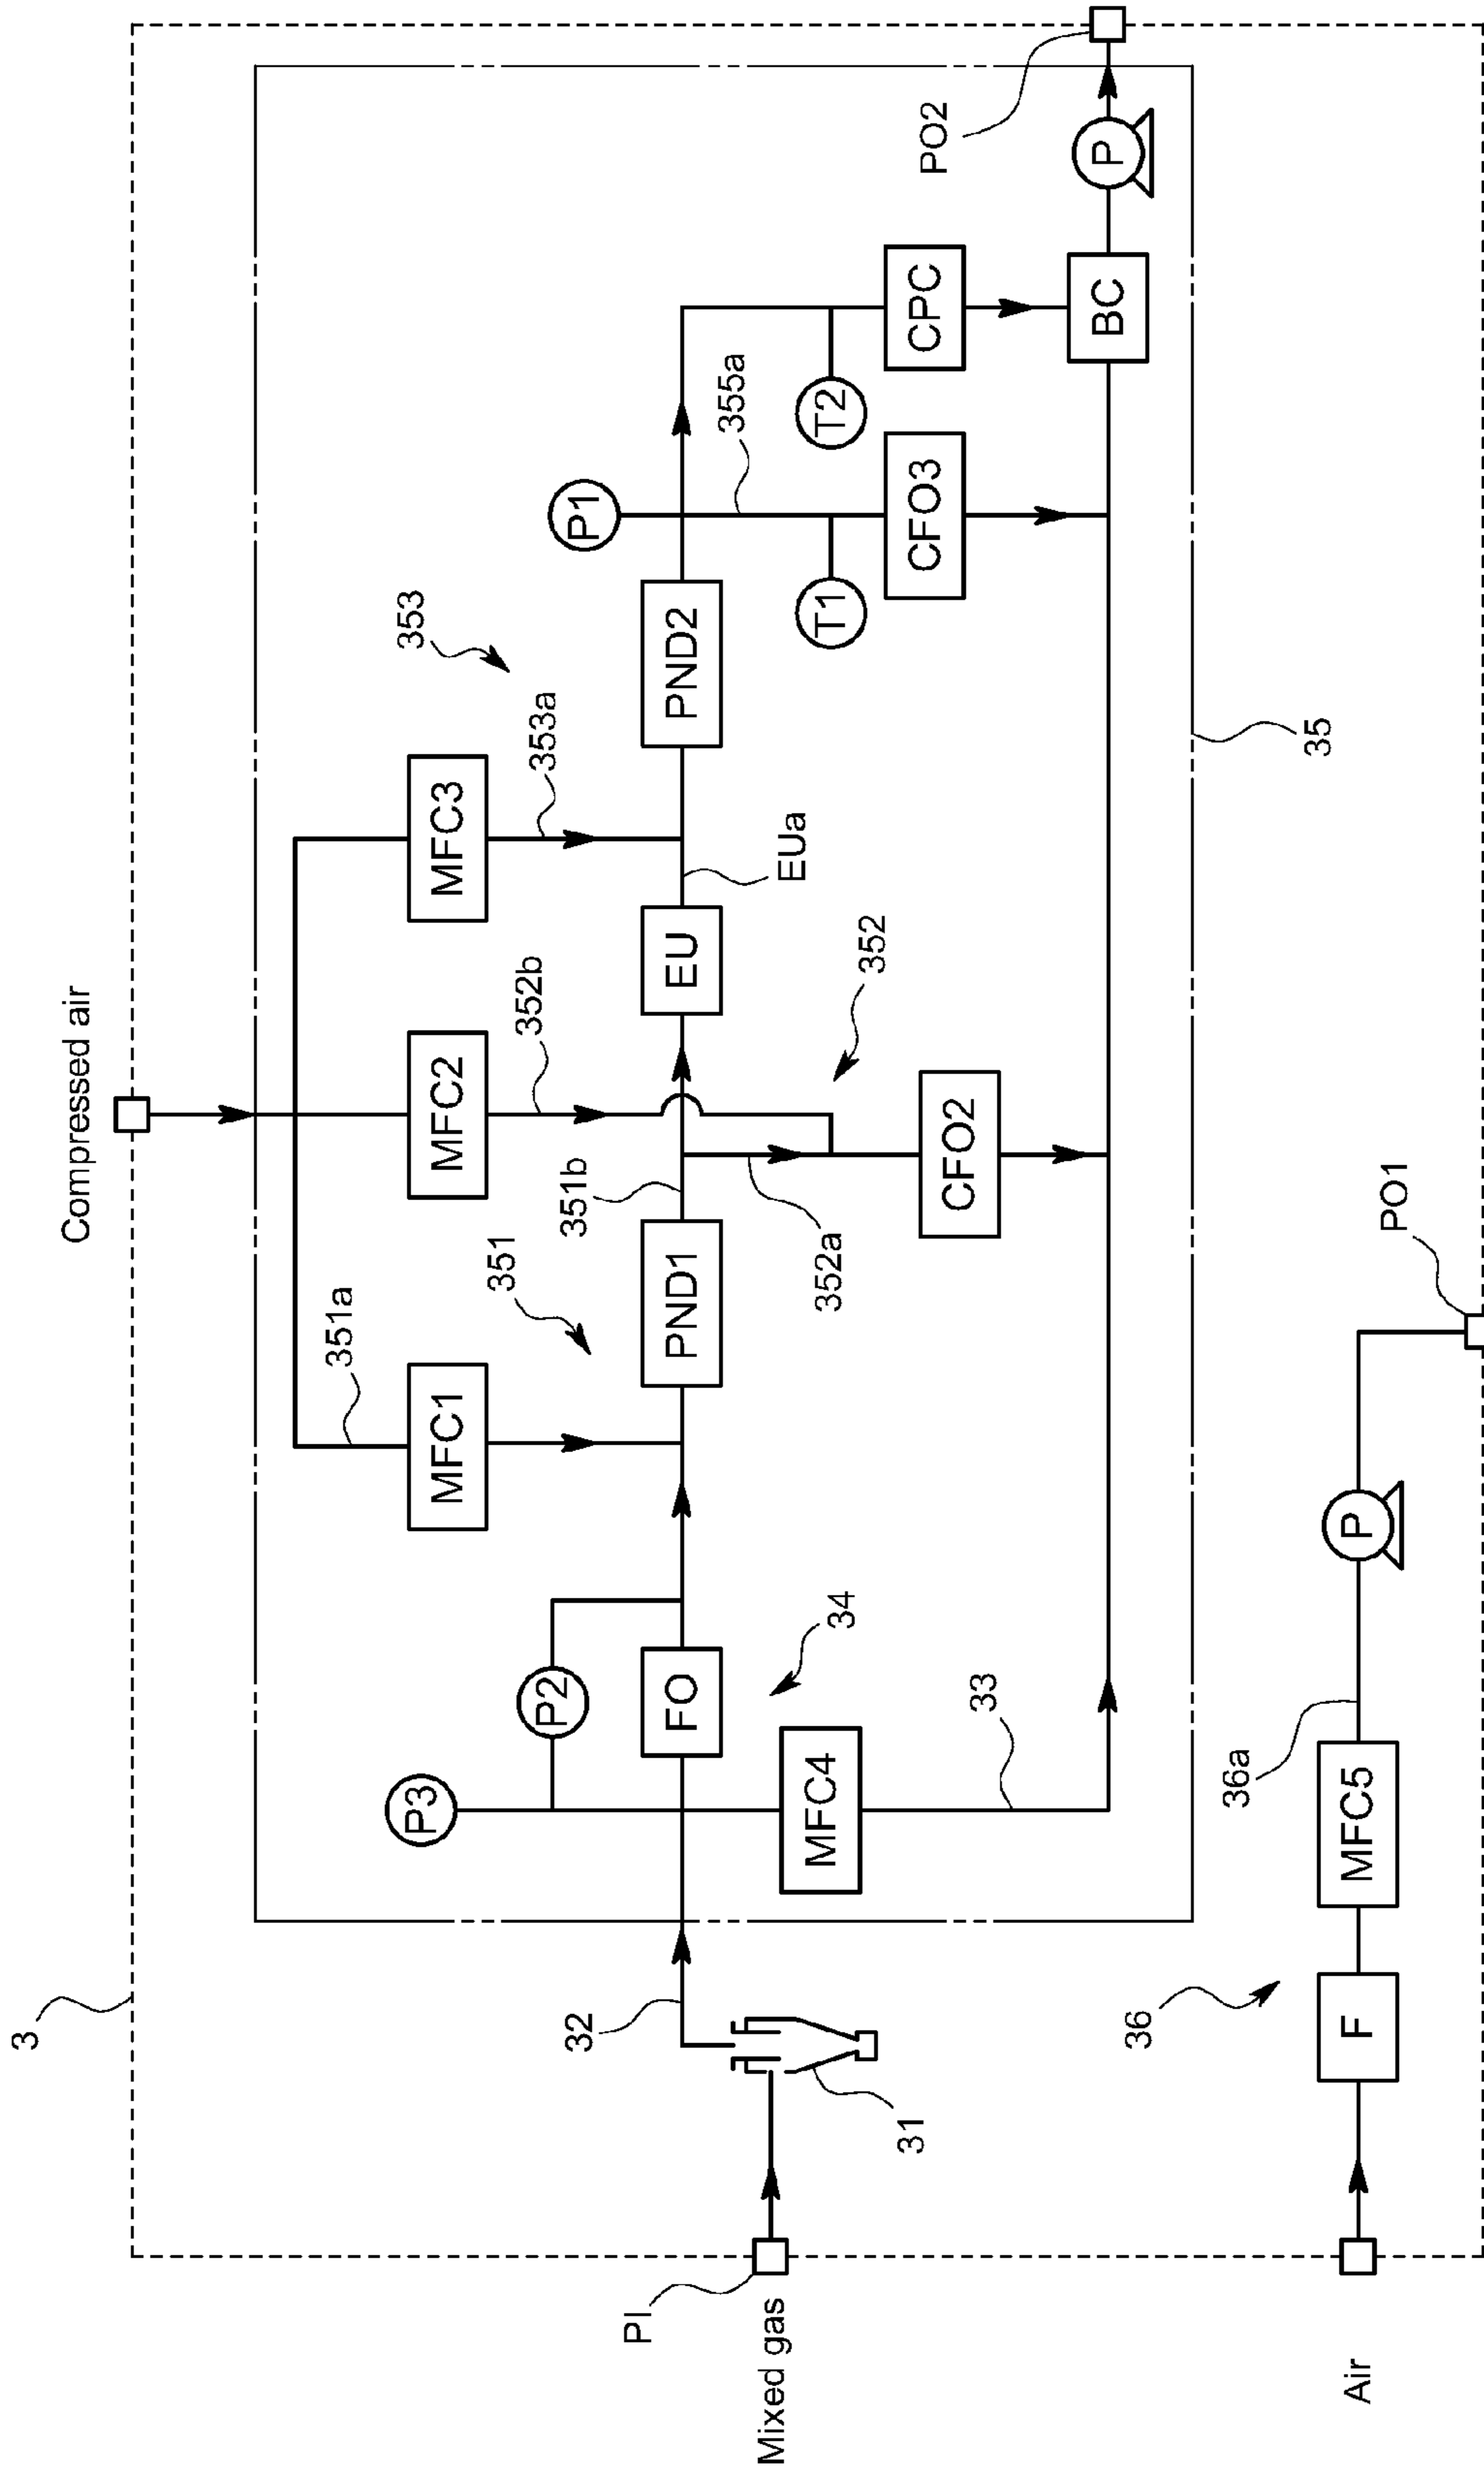 Compressed air
3
351a
MFC1
MFC2
MFC3
352b
353a
353
P3
P2
351
351b
P1
PO2
32
FO
PND1
EU
PND2
EUa
355a
PI
Mixed gas
31
34
MFC4
352a
352
T1
T2
CFO2
CFO3
CPC
33
BC
P
35
36
Air
F
MFC5
36a
P
PO1